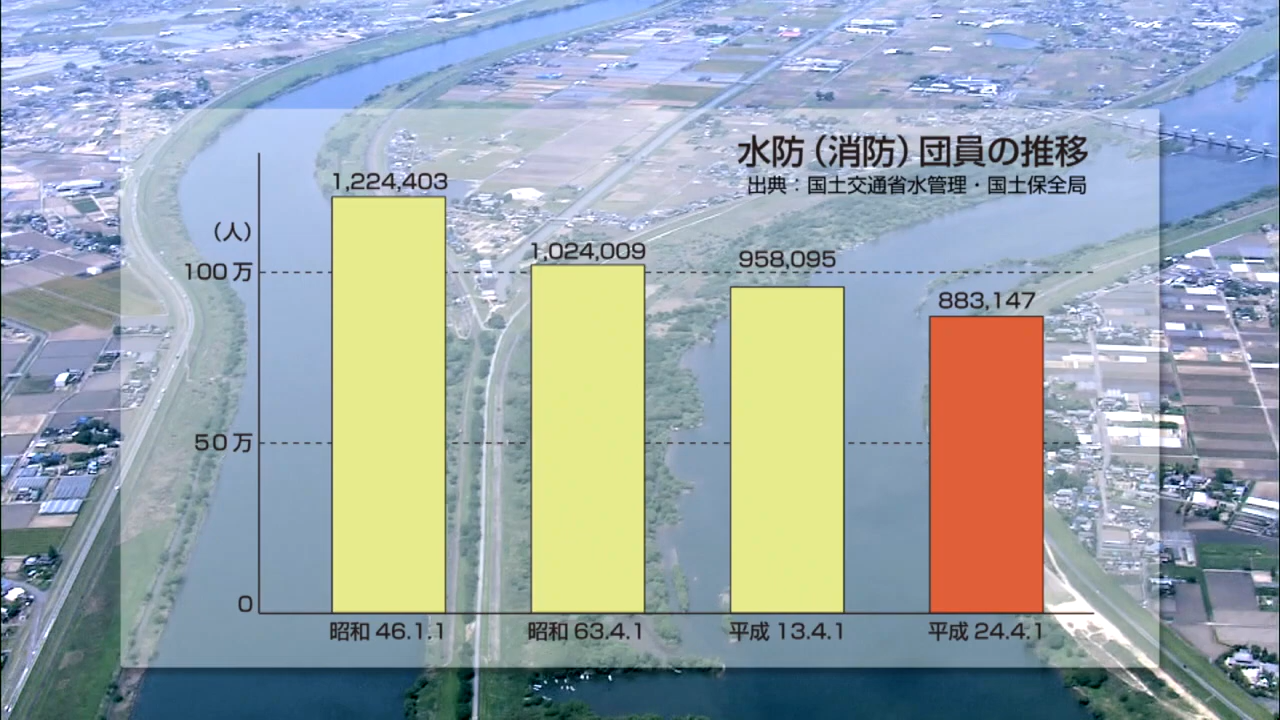 水防（消防）団員の推移
出典：国土交通省水管理・国土保全局
（人）
100万
50万
0
1,224,403
1,024,009
958,095
883,147
昭和 46.1.1
昭和 63.4.1
平成 13.4.1
平成 24.4.1